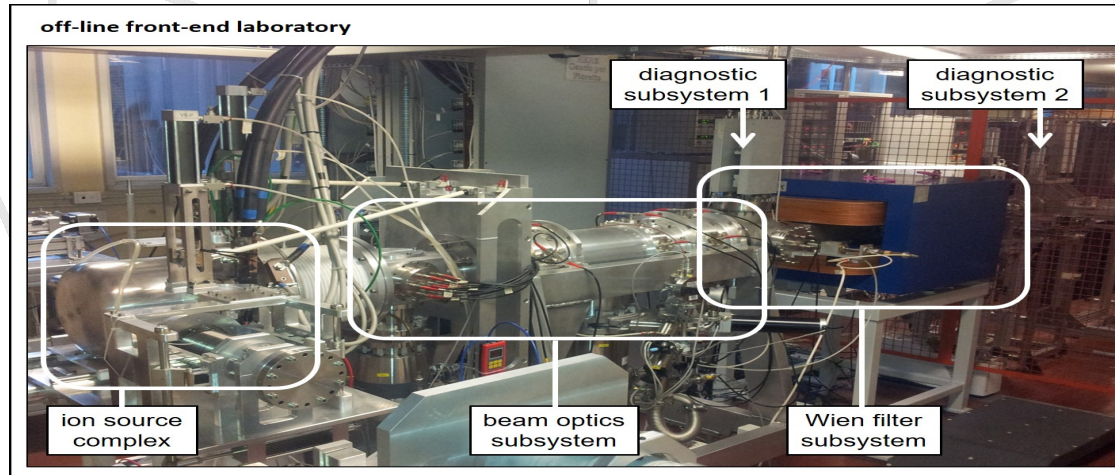 off-line front-end laboratory
diagnostic
subsystem 1
diagnostic
subsystem 2
ion source
complex
beam optics
subsystem
Wien filter
subsystem